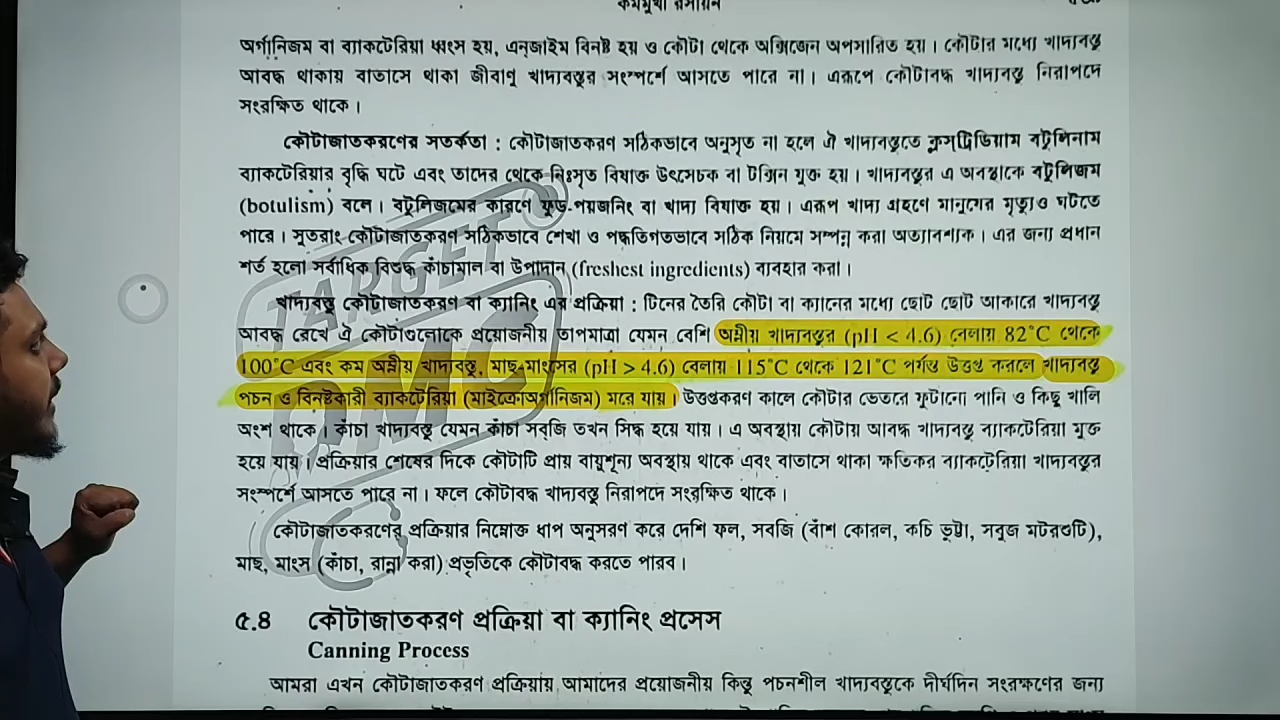 কর্মমুখী রসায়ন
অর্গানিজম বা ব্যাকটেরিয়া ধ্বংস হয়, এনজাইম বিনষ্ট হয় ও কৌটা থেকে অক্সিজেন অপসারিত হয়। কৌটার মধ্যে খাদ্যবস্তু
আবদ্ধ থাকায় বাতাসে থাকা জীবাণু খাদ্যবস্তুর সংস্পর্শে আসতে পারে না। এরূপে কৌটাবদ্ধ খাদ্যবস্তু নিরাপদে
সংরক্ষিত থাকে।
কৌটাজাতকরণের সতর্কতা : কৌটাজাতকরণ সঠিকভাবে অনুসৃত না হলে ঐ খাদ্যবস্তুতে ক্লস্ট্রিডিয়াম বটুলিনাম
ব্যাকটেরিয়ার বৃদ্ধি ঘটে এবং তাদের থেকে নিঃসৃত বিষাক্ত উৎসেচক বা টক্সিন যুক্ত হয়। খাদ্যবস্তুর এ অবস্থাকে বটুলিজম
(botulism) বলে। বটুলিজমের কারণে ফুড-পয়জনিং বা খাদ্য বিষাক্ত হয়। এরূপ খাদ্য গ্রহণে মানুষের মৃত্যুও ঘটতে
পারে। সুতরাং কৌটাজাতকরণ সঠিকভাবে শেখা ও পদ্ধতিগতভাবে সঠিক নিয়মে সম্পন্ন করা অত্যাবশ্যক। এর জন্য প্রধান
শর্ত হলো সর্বাধিক বিশুদ্ধ কাঁচামাল বা উপাদান (freshest ingredients) ব্যবহার করা।
খাদ্যবস্তু কৌটাজাতকরণ বা ক্যানিং এর প্রক্রিয়া : টিনের তৈরি কৌটা বা ক্যানের মধ্যে ছোট ছোট আকারে খাদ্যবস্তু
আবদ্ধ রেখে ঐ কৌটাগুলোকে প্রয়োজনীয় তাপমাত্রা যেমন বেশি অম্লীয় খাদ্যবস্তুর (pH < 4.6) বেলায় 82°C থেকে
100°C এবং কম অম্লীয় খাদ্যবস্তু, মাছ-মাংসের (pH > 4.6) বেলায় 115°C থেকে 121°C পর্যন্ত উত্তপ্ত করলে খাদ্যবস্তু
পচন ও বিনষ্টকারী ব্যাকটেরিয়া (মাইক্রোঅর্গানিজম) মরে যায়। উত্তপ্তকরণ কালে কৌটার ভেতরে ফুটানো পানি ও কিছু খালি
অংশ থাকে। কাঁচা খাদ্যবস্তু যেমন কাঁচা সবজি তখন সিদ্ধ হয়ে যায়। এ অবস্থায় কৌটায় আবদ্ধ খাদ্যবস্তু ব্যাকটেরিয়া মুক্ত
হয়ে যায়। প্রক্রিয়ার শেষের দিকে কৌটাটি প্রায় বায়ুশূন্য অবস্থায় থাকে এবং বাতাসে থাকা ক্ষতিকর ব্যাকটেরিয়া খাদ্যবস্তুর
সংস্পর্শে আসতে পারে না। ফলে কৌটাবদ্ধ খাদ্যবস্তু নিরাপদে সংরক্ষিত থাকে।
কৌটাজাতকরণের প্রক্রিয়ার নিম্নোক্ত ধাপ অনুসরণ করে দেশি ফল, সবজি (বাঁশ কোরল, কচি ভুট্টা, সবুজ মটরশুটি),
মাছ, মাংস (কাঁচা, রান্না করা) প্রভৃতিকে কৌটাবদ্ধ করতে পারব।
৫.৪ কৌটাজাতকরণ প্রক্রিয়া বা ক্যানিং প্রসেস
Canning Process
আমরা এখন কৌটাজাতকরণ প্রক্রিয়ায় আমাদের প্রয়োজনীয় কিন্তু পচনশীল খাদ্যবস্তুকে দীর্ঘদিন সংরক্ষণের জন্য
TARGET
DMC